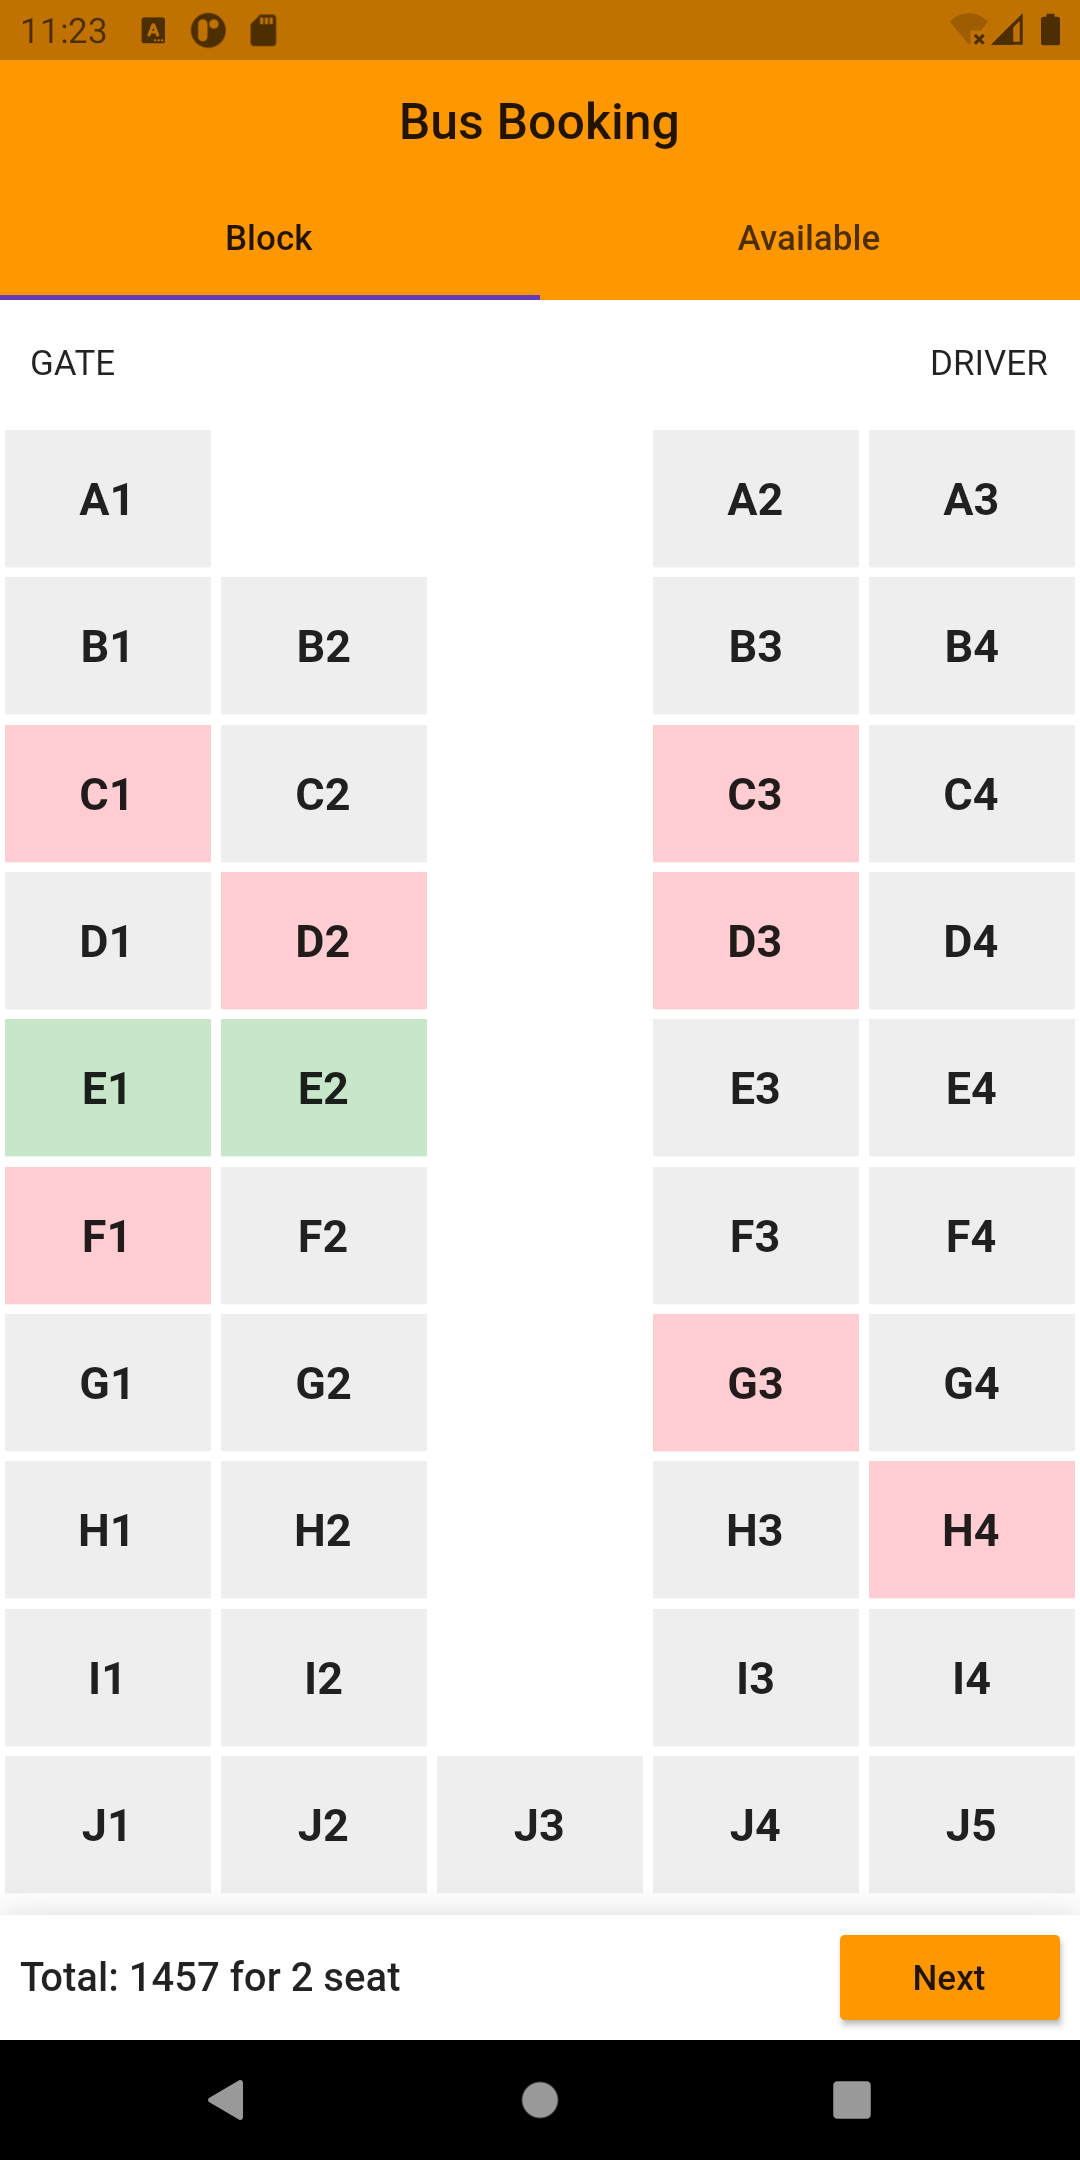 11:23
Bus Booking
Block Available
GATE DRIVER
A1 A2 A3
B1 B2 B3 B4
C1 C2 C3 C4
D1 D2 D3 D4
E1 E2 E3 E4
F1 F2 F3 F4
G1 G2 G3 G4
H1 H2 H3 H4
I1 I2 I3 I4
J1 J2 J3 J4 J5
Total: 1457 for 2 seat Next